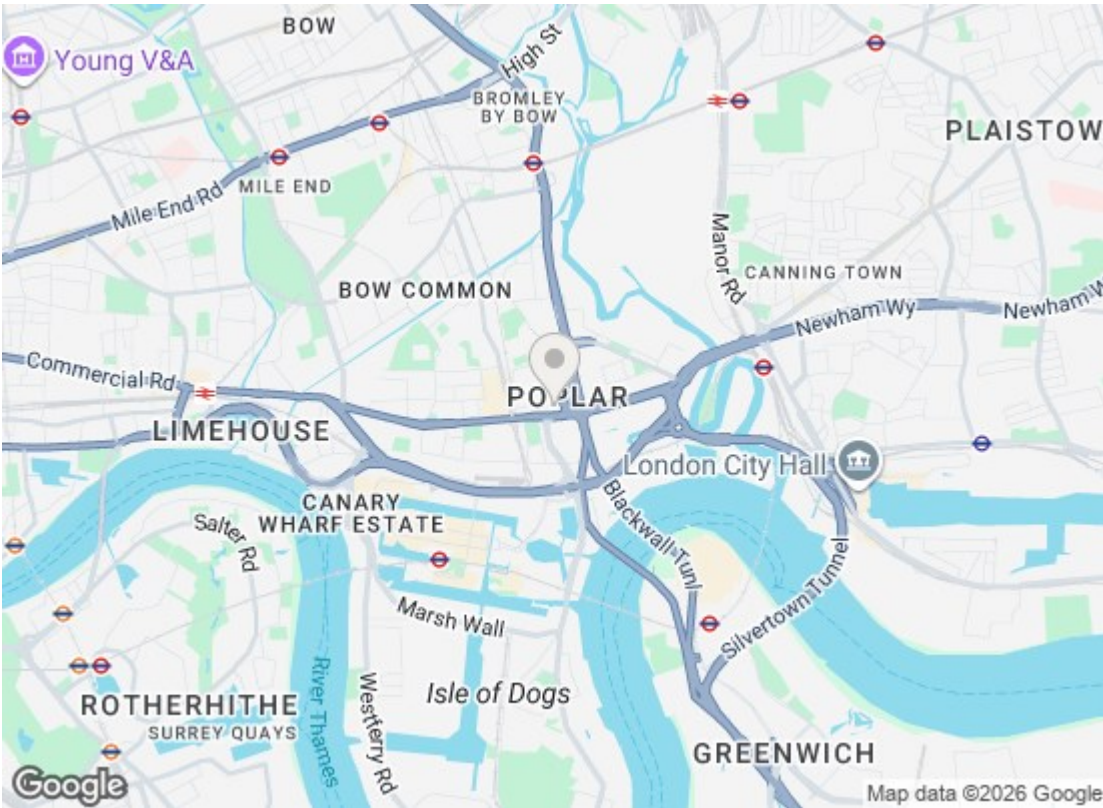 BOW
High St
Young V&A
BROMLEY
BY BOW
PLAISTOW
MILE END
Mile End Rd
Manor Rd
CANNING TOWN
BOW COMMON
Newham Wy
Newham W
Commercial Rd
POPLAR
LIMEHOUSE
London City Hall
CANARY
WHARF ESTATE
Blackwall Tunl
Salter Rd
Silvertown Tunnel
Marsh Wall
River Thames
Westferry Rd
Isle of Dogs
ROTHERHITHE
SURREY QUAYS
GREENWICH
Google
Map data ©2026 Google